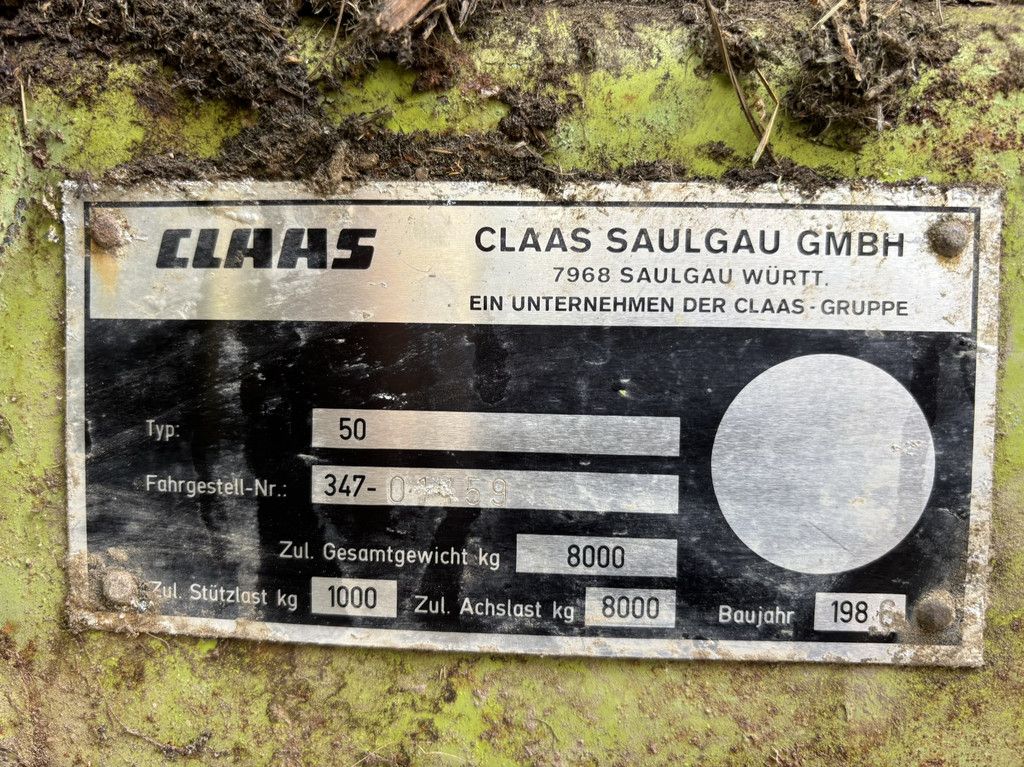 CLAAS
CLAAS SAULGAU GMBH
7968 SAULGAU WÜRTT.
EIN UNTERNEHMEN DER CLAAS-GRUPPE
Typ: 50
Fahrgestell-Nr.: 347-
Zul. Gesamtgewicht kg 8000
Zul. Stützlast kg 1000 Zul. Achslast kg 8000 Baujahr 1986